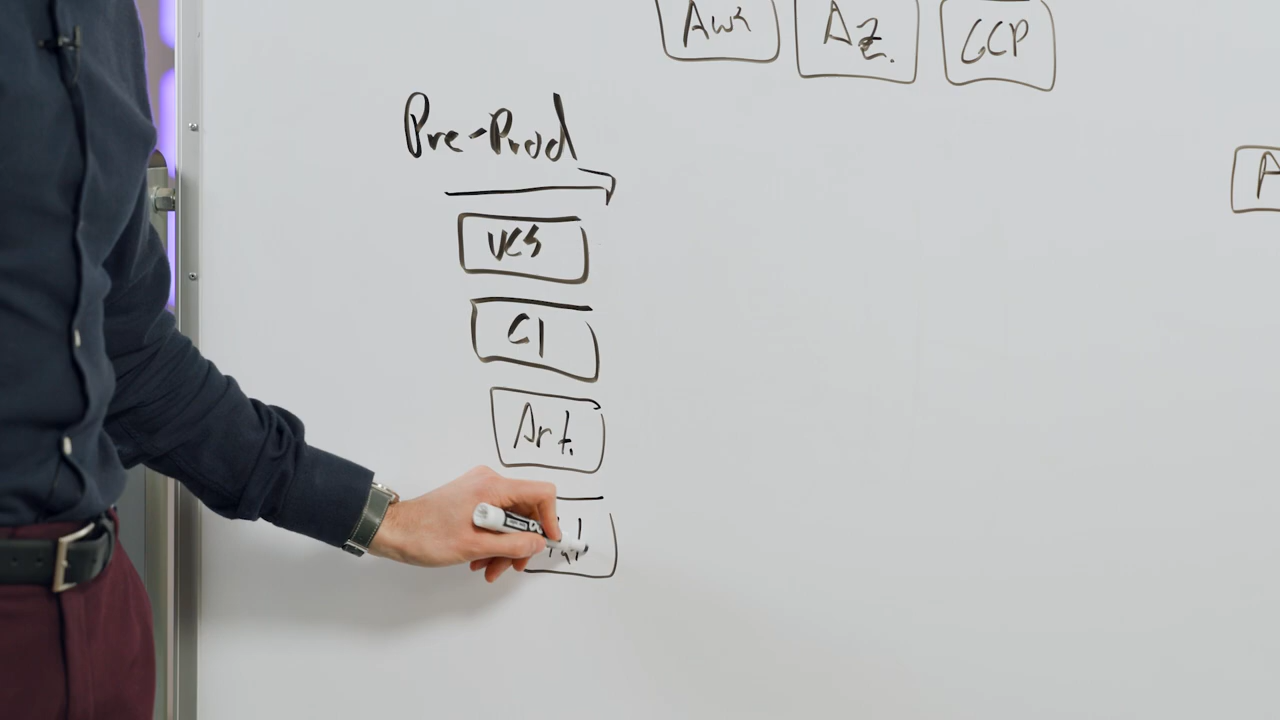 Aws
Az.
GCP
Pre-Prod
VCS
CI
Art.